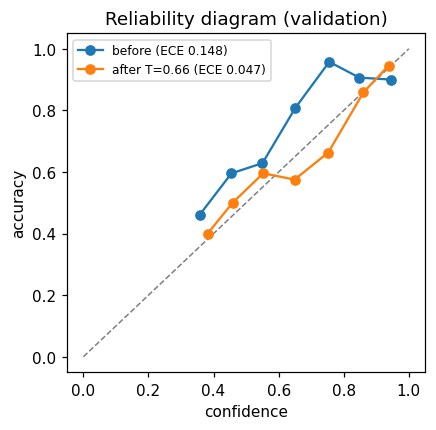 Reliability diagram (validation)
before (ECE 0.148)
after T=0.66 (ECE 0.047)
accuracy
1.0
0.8
0.6
0.4
0.2
0.0
0.0 0.2 0.4 0.6 0.8 1.0
confidence